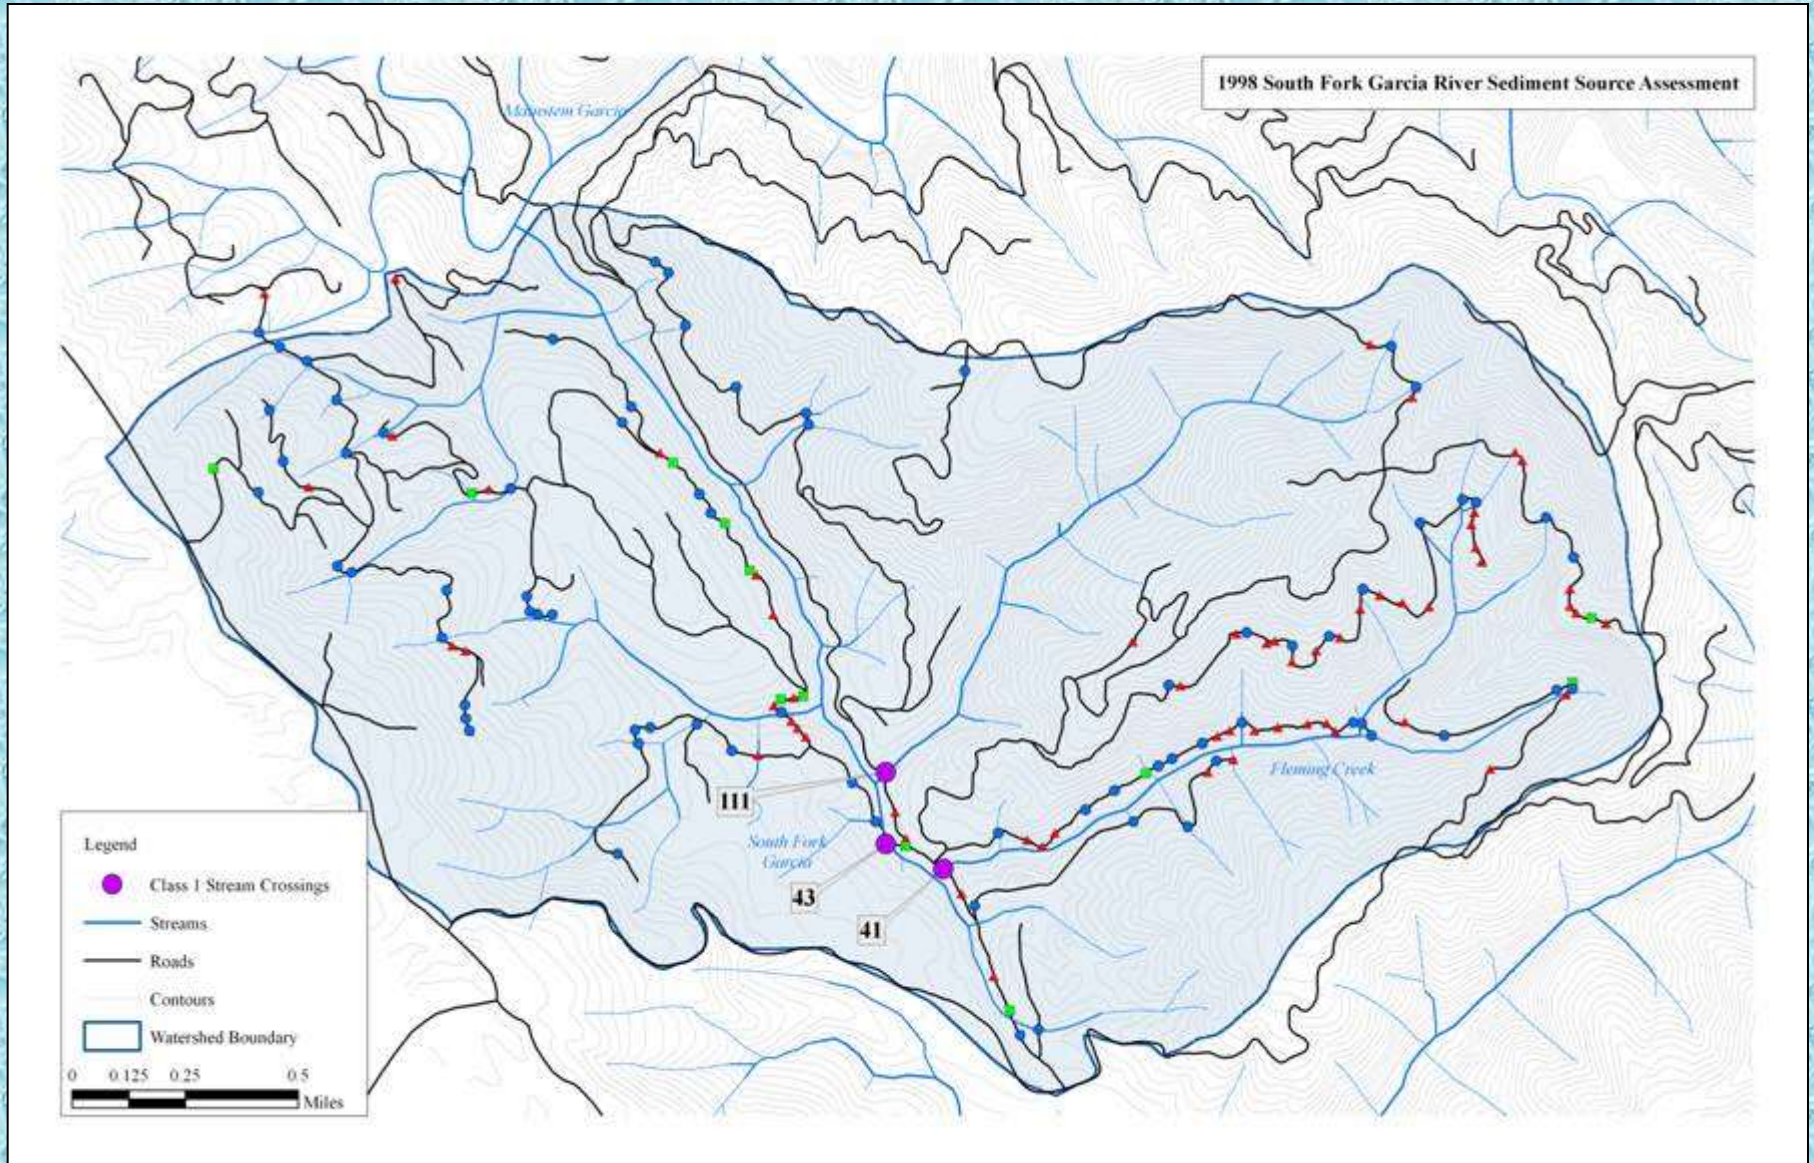 1998 South Fork Garcia River Sediment Source Assessment
Mainstem Garcia
Fleming Creek
111
South Fork
Garcia
43
41
Legend
Class 1 Stream Crossings
Streams
Roads
Contours
Watershed Boundary
0 0.125 0.25 0.5
Miles